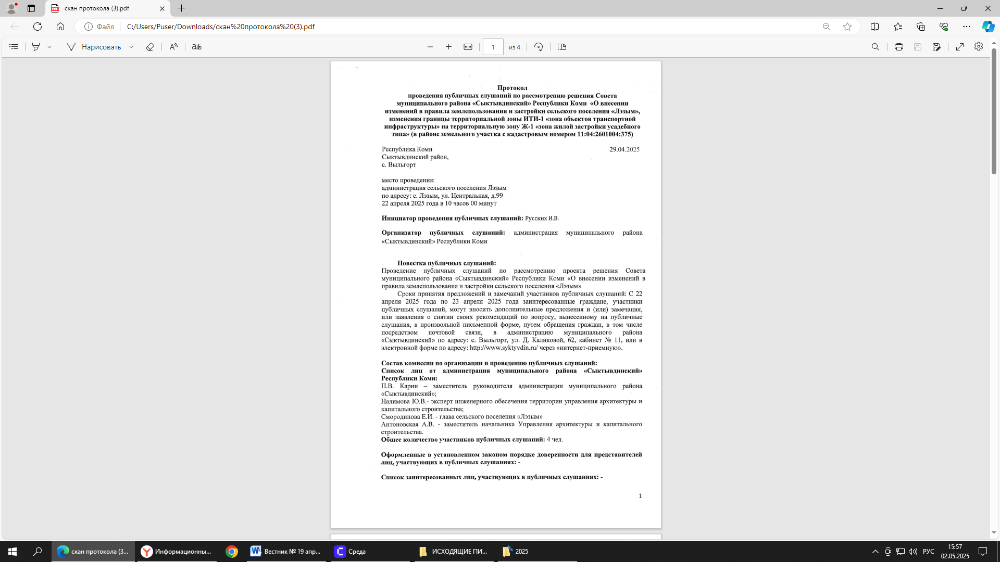 скан протокола (3).pdf
Файл
C:/Users/Puser/Downloads/скан%20протокола%20(3).pdf
Нарисовать
1
из 4
Протокол
проведения публичных слушаний по рассмотрению решения Совета
муниципального района «Сыктывдинский» Республики Коми «О внесении
изменений в правила землепользования и застройки сельского поселения «Лэзым»,
изменения границы территориальной зоны ИТИ-1 «зона объектов транспортной
инфраструктуры» на территориальную зону Ж-1 «зона жилой застройки усадебного
типа» (в районе земельного участка с кадастровым номером 11:04:2601004:375)
Республика Коми 29.04.2025
Сыктывдинский район,
с. Выльгорт
место проведения:
администрация сельского поселения Лэзым
по адресу: с. Лэзым, ул. Центральная, д.99
22 апреля 2025 года в 10 часов 00 минут
Инициатор проведения публичных слушаний: Русских И.В.
Организатор публичных слушаний: администрация муниципального района
«Сыктывдинский» Республики Коми
Повестка публичных слушаний:
Проведение публичных слушаний по рассмотрению проекта решения Совета
муниципального района «Сыктывдинский» Республики Коми «О внесении изменений в
правила землепользования и застройки сельского поселения «Лэзым»
Сроки принятия предложений и замечаний участников публичных слушаний: С 22
апреля 2025 года по 23 апреля 2025 года заинтересованные граждане, участники
публичных слушаний, могут вносить дополнительные предложения и (или) замечания,
или заявления о снятии своих рекомендаций по вопросу, вынесенному на публичные
слушания, в произвольной письменной форме, путем обращения граждан, в том числе
посредством почтовой связи, в администрацию муниципального района
«Сыктывдинский» по адресу: с. Выльгорт, ул. Д. Каликовой, 62, кабинет № 11, или в
электронной форме по адресу: http://www.syktyvdin.ru/ через «интернет-приемную».
Состав комиссии по организации и проведению публичных слушаний:
Список лиц от администрация муниципального района «Сыктывдинский»
Республики Коми:
П.В. Карин – заместитель руководителя администрации муниципального района
«Сыктывдинский»;
Налимова Ю.В.- эксперт инженерного обесечения территории управления архитектуры и
капитального строительства;
Смородинова Е.И. - глава сельского поселения «Лэзым»
Антоновская А.В. - заместитель начальника Управления архитектуры и капитального
строительства.
Общее количество участников публичных слушаний: 4 чел.
Оформленные в установленном законом порядке доверенности для представителей
лиц, участвующих в публичных слушаниях: -
Список заинтересованных лиц, участвующих в публичных слушаниях: -
1
скан протокола (3...
Информационны...
Вестник № 19 апр...
Среда
ИСХОДЯЩИЕ ПИ...
2025
РУС
15:57
02.05.2025